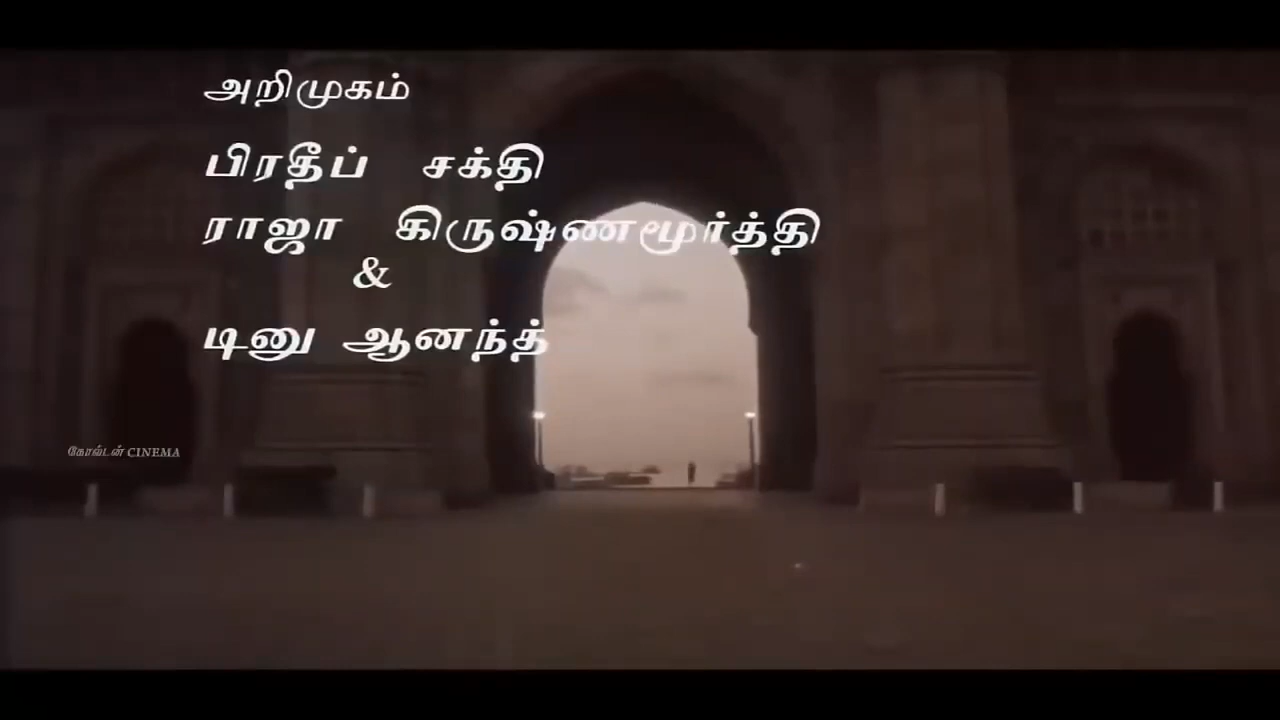 அறிமுகம்
பிரதீப் சக்தி
ராஜா கிருஷ்ணமூர்த்தி
&
டினு ஆனந்த்
கோல்டன் CINEMA